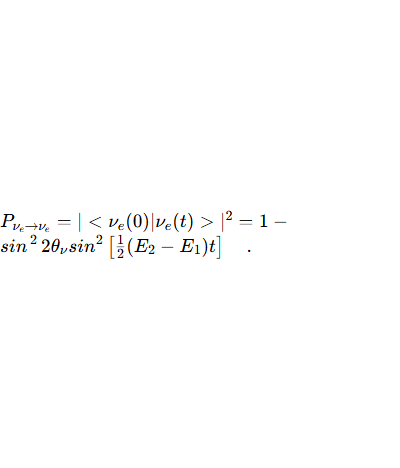 $P_{\nu_e \to \nu_e} = | < \nu_e(0) | \nu_e(t) > |^2 = 1 -$
$sin^2\, 2\theta_\nu sin^2 \left[ \frac{1}{2} (E_2 - E_1) t \right] \quad .$